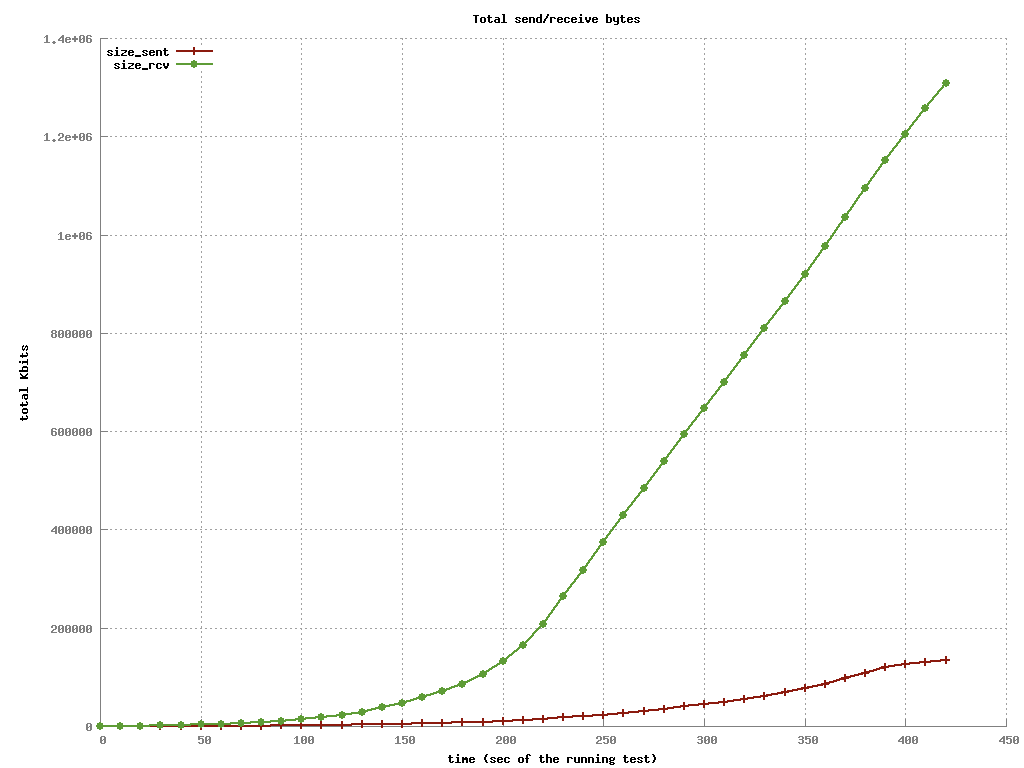 Total send/receive bytes
1.4e+06
size_sent
size_rcv
1.2e+06
1e+06
800000
total Kbits
600000
400000
200000
0
0 50 100 150 200 250 300 350 400 450
time (sec of the running test)